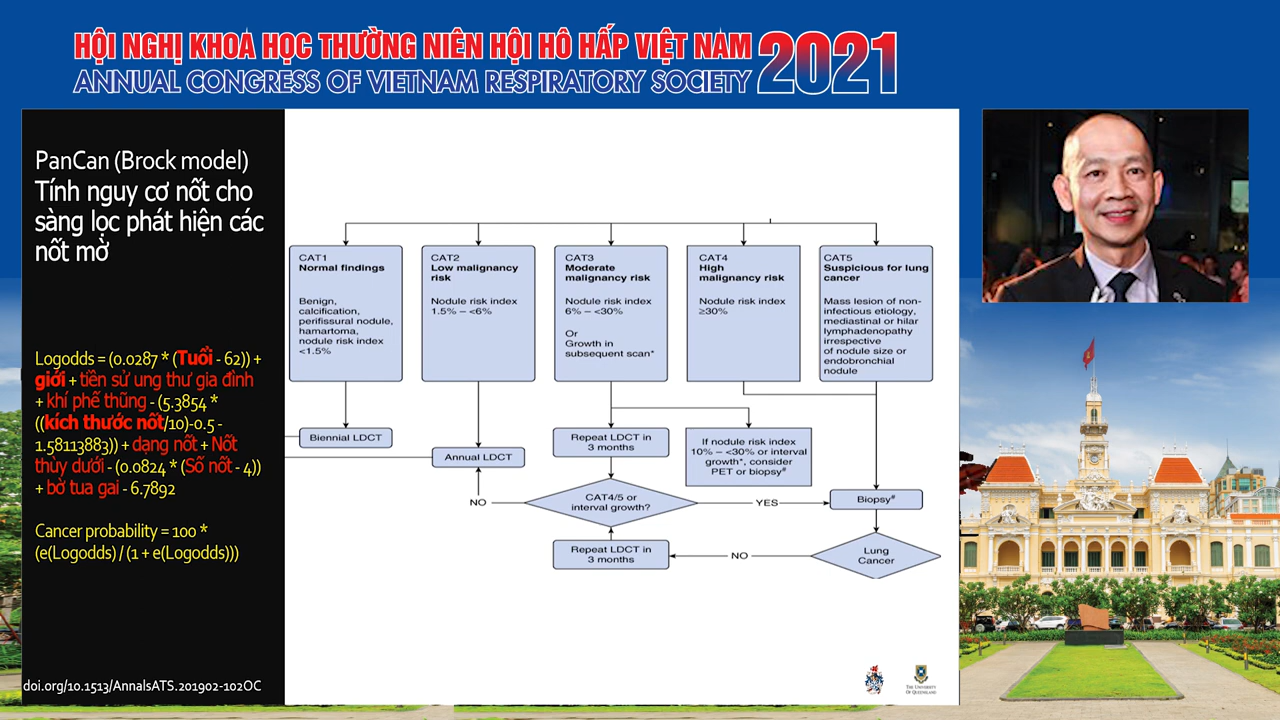 HỘI NGHỊ KHOA HỌC THƯỜNG NIÊN HỘI HÔ HẤP VIỆT NAM
ANNUAL CONGRESS OF VIETNAM RESPIRATORY SOCIETY
2021
PanCan (Brock model)
Tính nguy cơ nốt cho
sàng lọc phát hiện các
nốt mờ
Logodds = (0.0287 * (Tuổi - 62)) +
giới + tiền sử ung thư gia đình
+ khí phế thũng - (5.3854 *
((kích thước nốt/10)-0.5 -
1.58113883)) + dạng nốt + Nốt
thùy dưới - (0.0824 * (Số nốt - 4))
+ bờ tua gai - 6.7892
Cancer probability = 100 *
(e(Logodds) / (1 + e(Logodds)))
doi.org/10.1513/AnnalsATS.201902-102OC
CAT1
Normal findings
Benign,
calcification,
perifissural nodule,
hamartoma,
nodule risk index
<1.5%
CAT2
Low malignancy
risk
Nodule risk index
1.5% – <6%
CAT3
Moderate
malignancy risk
Nodule risk index
6% – <30%
Or
Growth in
subsequent scan*
CAT4
High
malignancy risk
Nodule risk index
≥30%
CAT5
Suspicious for lung
cancer
Mass lesion of non-
infectious etiology,
mediastinal or hilar
lymphadenopathy
irrespective
of nodule size or
endobronchial
nodule
Biennial LDCT
Annual LDCT
Repeat LDCT in
3 months
If nodule risk index
10% – <30% or interval
growth*, consider
PET or biopsy#
NO
CAT4/5 or
interval growth?
YES
Biopsy#
Repeat LDCT in
3 months
NO
Lung
Cancer
THE UNIVERSITY
OF QUEENSLAND